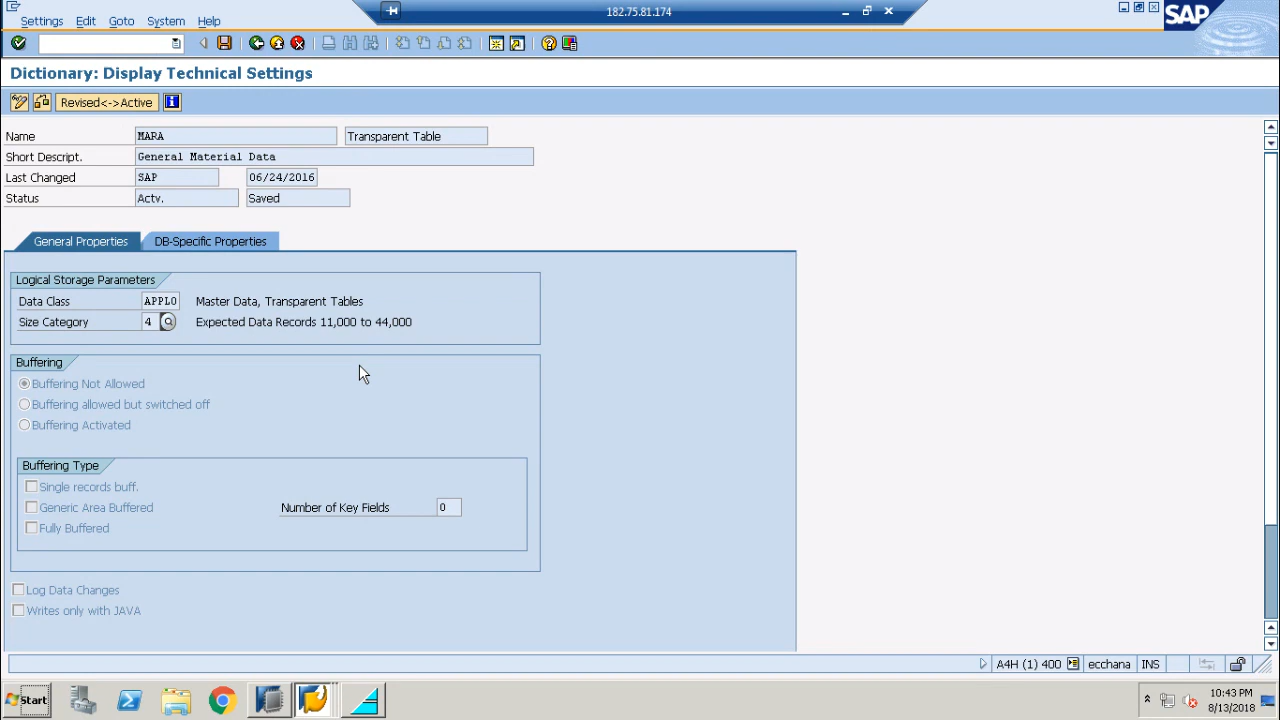 182.75.81.174
Settings Edit Goto System Help
SAP
Dictionary: Display Technical Settings
Revised<->Active
Name MARA Transparent Table
Short Descript. General Material Data
Last Changed SAP 06/24/2016
Status Actv. Saved
General Properties DB-Specific Properties
Logical Storage Parameters
Data Class APPL0 Master Data, Transparent Tables
Size Category 4 Expected Data Records 11,000 to 44,000
Buffering
Buffering Not Allowed
Buffering allowed but switched off
Buffering Activated
Buffering Type
Single records buff.
Generic Area Buffered Number of Key Fields 0
Fully Buffered
Log Data Changes
Writes only with JAVA
A4H (1) 400 ecchana INS
Start 10:43 PM
8/13/2018